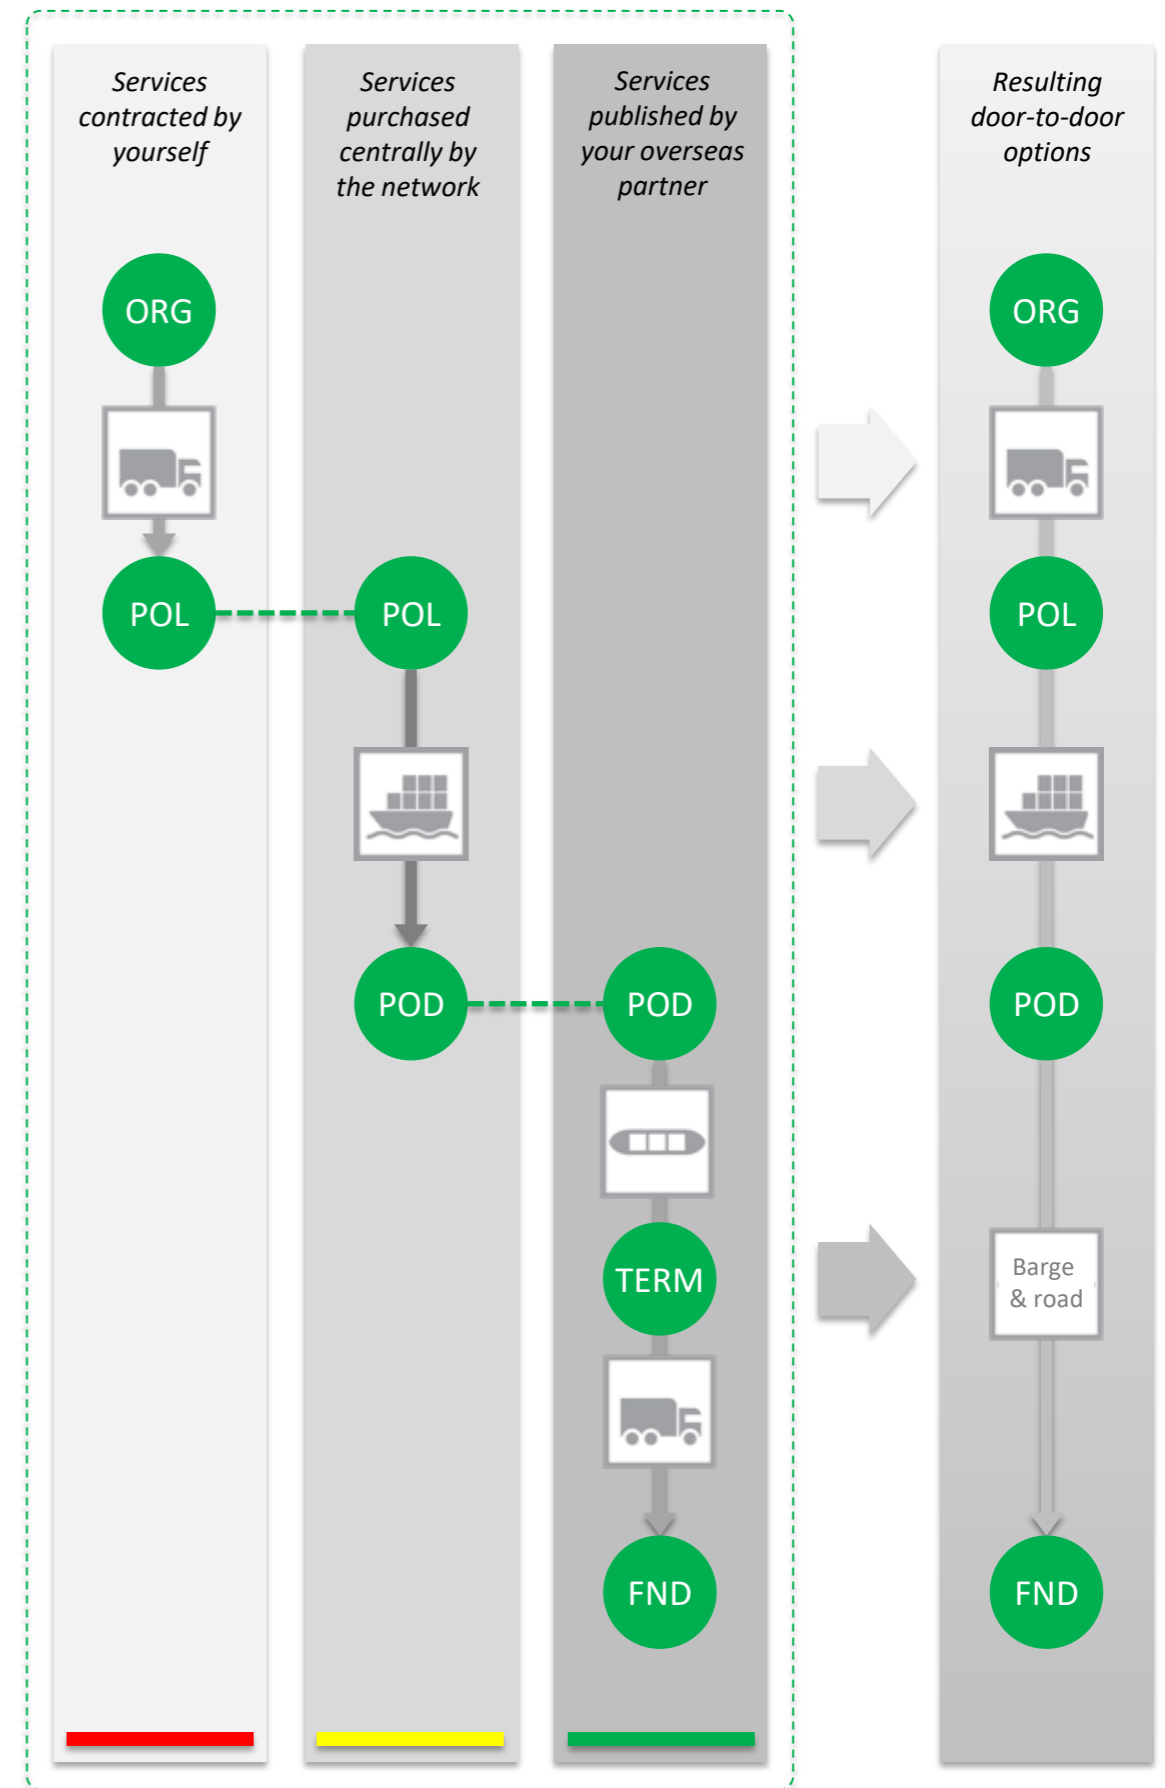 Services
contracted by
yourself
Services
purchased
centrally by
the network
Services
published by
your overseas
partner
Resulting
door-to-door
options
ORG
POL
POL
POD
POD
TERM
FND
ORG
POL
POD
Barge
& road
FND